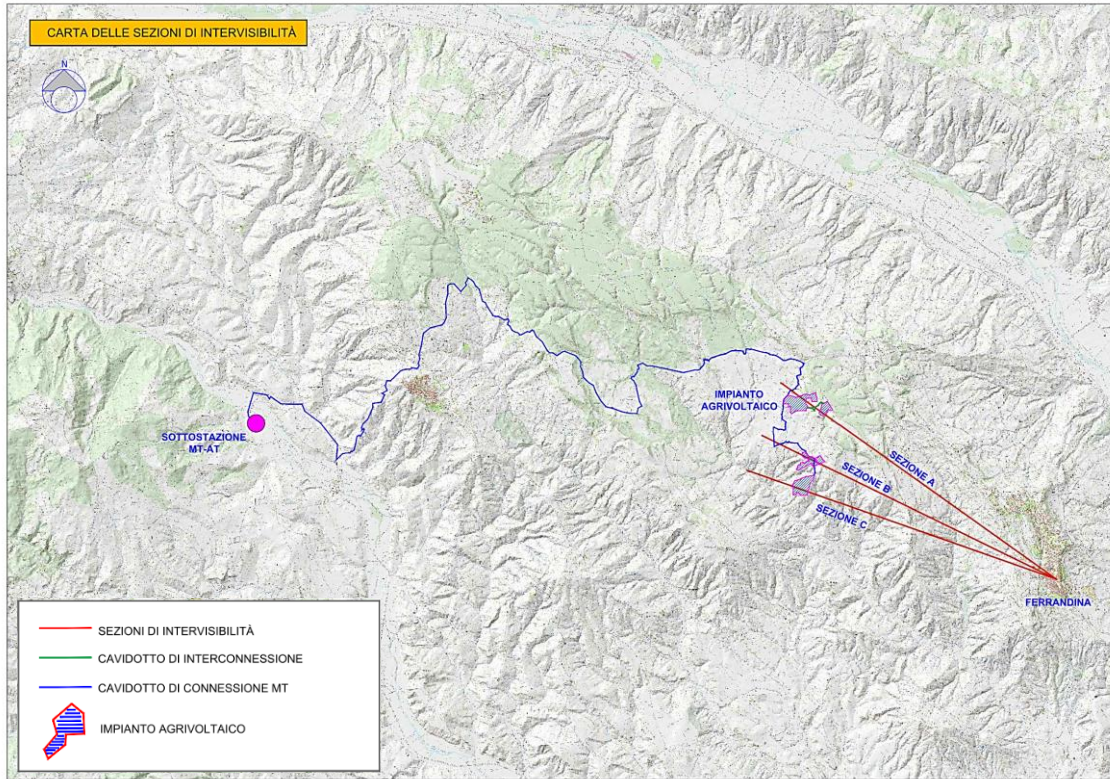 CARTA DELLE SEZIONI DI INTERVISIBILITÀ
N
IMPIANTO
AGRIVOLTAICO
SOTTOSTAZIONE
MT-AT
SEZIONE A
SEZIONE B
SEZIONE C
FERRANDINA
SEZIONI DI INTERVISIBILITÀ
CAVIDOTTO DI INTERCONNESSIONE
CAVIDOTTO DI CONNESSIONE MT
IMPIANTO AGRIVOLTAICO